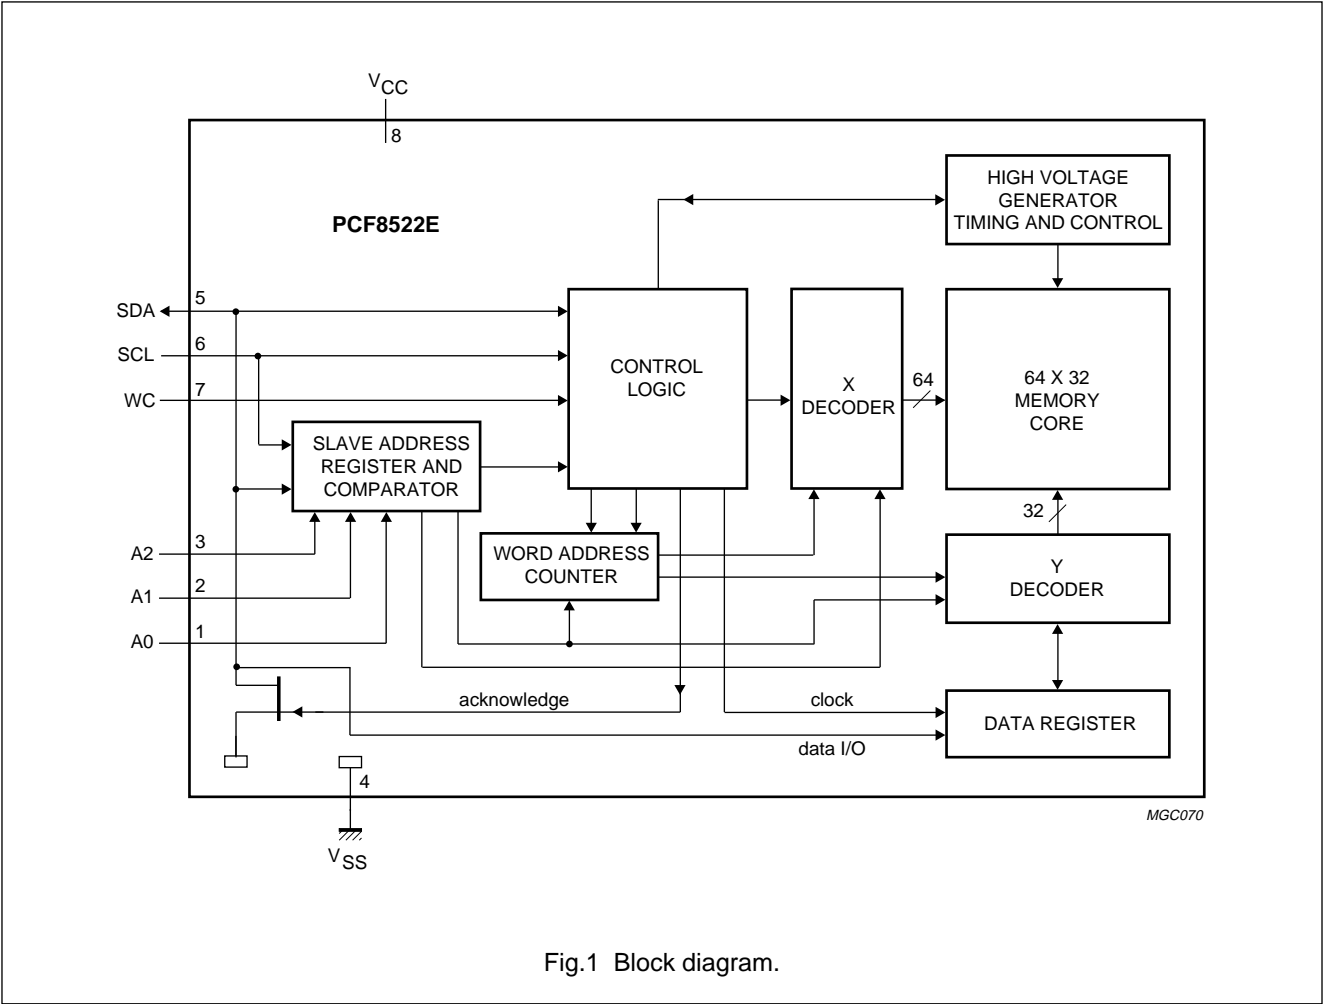 VCC
8
PCF8522E
HIGH VOLTAGE
GENERATOR
TIMING AND CONTROL
SDA
5
SCL
6
WC
7
CONTROL
LOGIC
X
DECODER
64
64 X 32
MEMORY
CORE
SLAVE ADDRESS
REGISTER AND
COMPARATOR
32
A2
3
WORD ADDRESS
COUNTER
Y
DECODER
A1
2
A0
1
acknowledge
clock
DATA REGISTER
data I/O
4
VSS
MGC070
Fig.1 Block diagram.